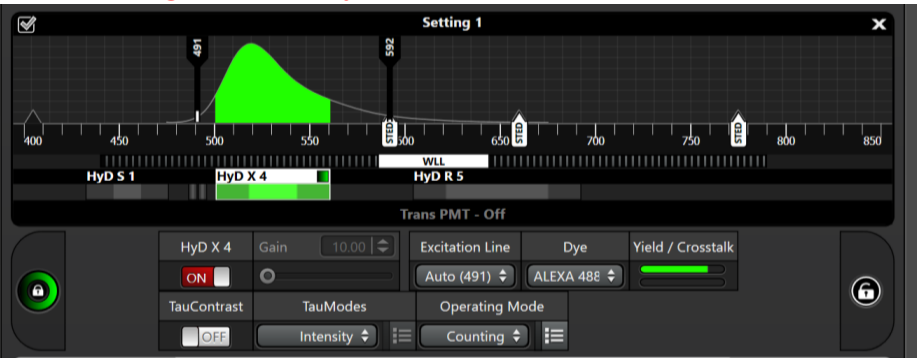 Setting 1
491
592
400 450 500 550 600 650 700 750 800 850
STED STED STED
WLL
HyD S 1 HyD X 4 HyD R 5
Trans PMT - Off
HyD X 4 Gain 10.00 Excitation Line Dye Yield / Crosstalk
ON Auto (491) ALEXA 488
TauContrast TauModes Operating Mode
OFF Intensity Counting